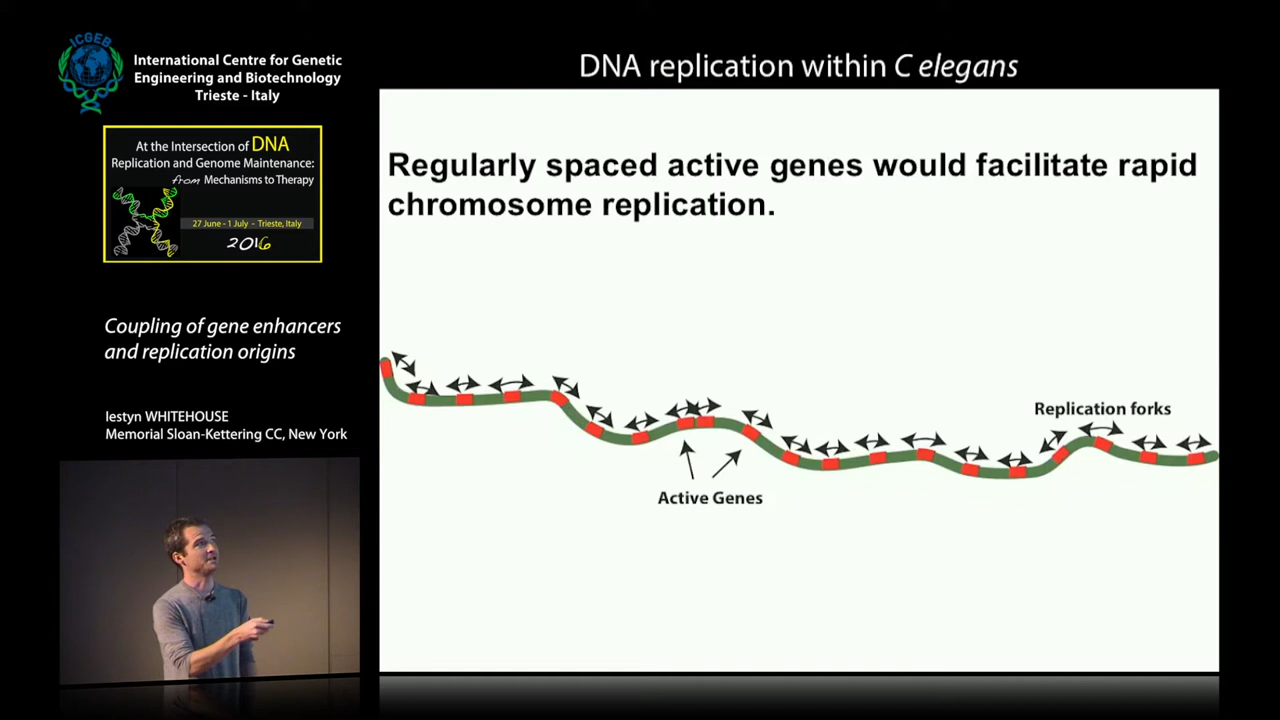 ICGEB
International Centre for Genetic
Engineering and Biotechnology
Trieste - Italy
At the Intersection of DNA
Replication and Genome Maintenance:
from Mechanisms to Therapy
27 June - 1 July - Trieste, Italy
2016
Coupling of gene enhancers
and replication origins
Iestyn WHITEHOUSE
Memorial Sloan-Kettering CC, New York
DNA replication within C elegans
Regularly spaced active genes would facilitate rapid
chromosome replication.
Replication forks
Active Genes